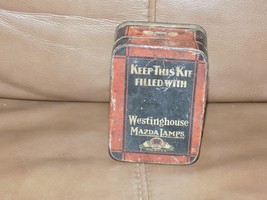 KEEP THIS KIT
FILLED WITH
Westinghouse
MAZDA LAMPS